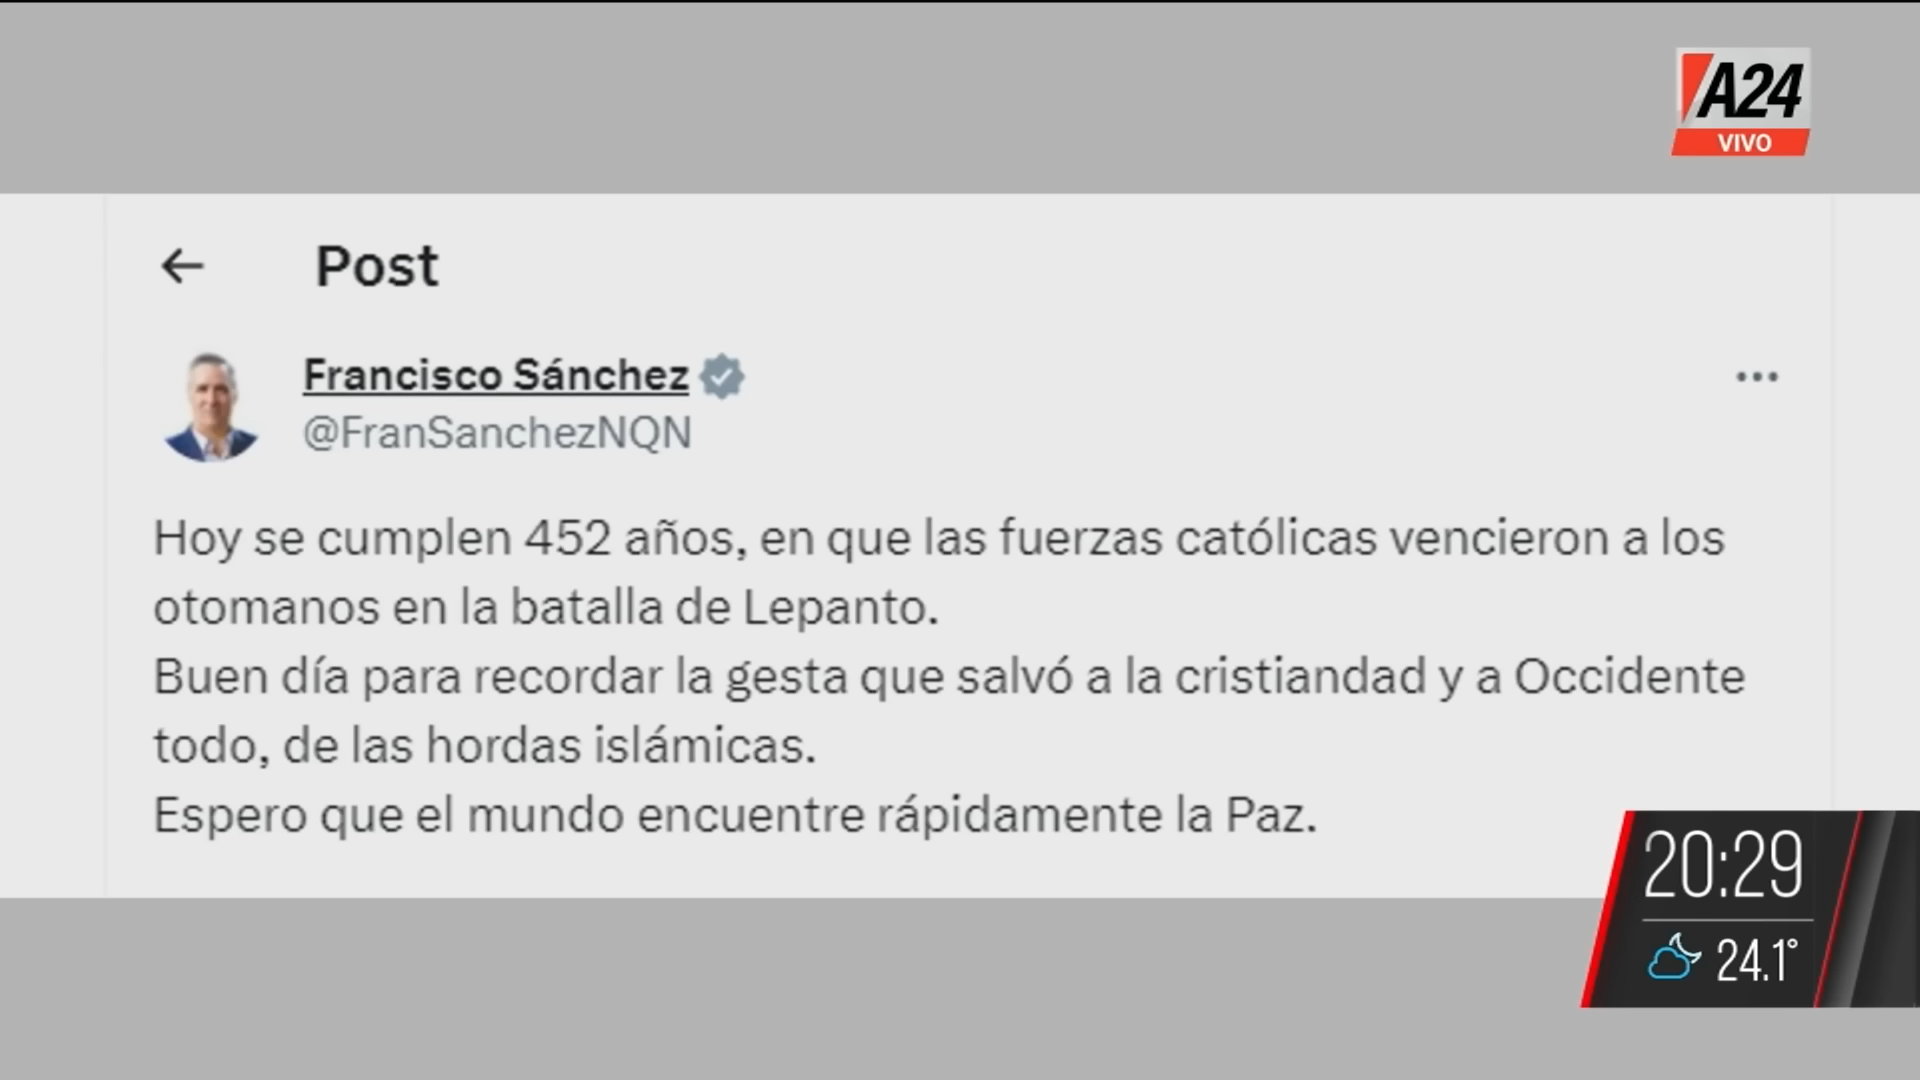 A24
VIVO
Post
Francisco Sánchez
@FranSanchezNQN
Hoy se cumplen 452 años, en que las fuerzas católicas vencieron a los
otomanos en la batalla de Lepanto.
Buen día para recordar la gesta que salvó a la cristiandad y a Occidente
todo, de las hordas islámicas.
Espero que el mundo encuentre rápidamente la Paz.
20:29
24.1°